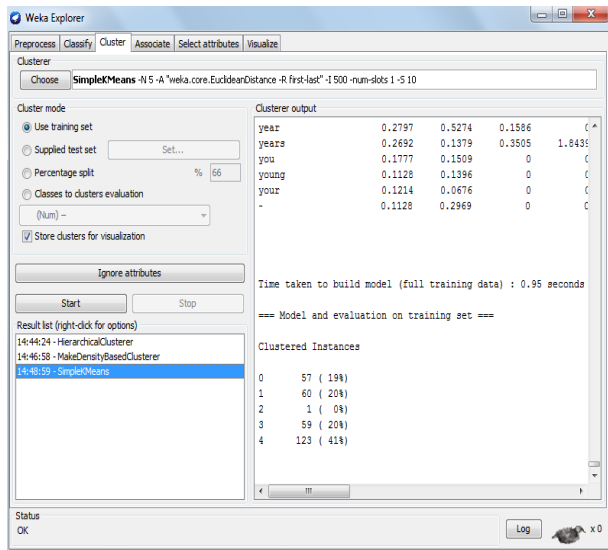 Weka Explorer
Preprocess Classify Cluster Associate Select attributes Visualize
Clusterer
Choose SimpleKMeans -N 5 -A "weka.core.EuclideanDistance -R first-last" -I 500 -num-slots 1 -S 10
Cluster mode
Use training set
Supplied test set Set...
Percentage split % 66
Classes to clusters evaluation
(Num) –
Store clusters for visualization
Ignore attributes
Start Stop
Result list (right-click for options)
14:44:24 - HierarchicalClusterer
14:46:58 - MakeDensityBasedClusterer
14:48:59 - SimpleKMeans
Clusterer output
year 0.2797 0.5274 0.1586
years 0.2692 0.1379 0.3505 1.8439
you 0.1777 0.1509 0
young 0.1128 0.1396 0
your 0.1214 0.0676 0
- 0.1128 0.2969 0
Time taken to build model (full training data) : 0.95 seconds
=== Model and evaluation on training set ===
Clustered Instances
0 57 ( 19%)
1 60 ( 20%)
2 1 ( 0%)
3 59 ( 20%)
4 123 ( 41%)
Status
OK
Log x 0